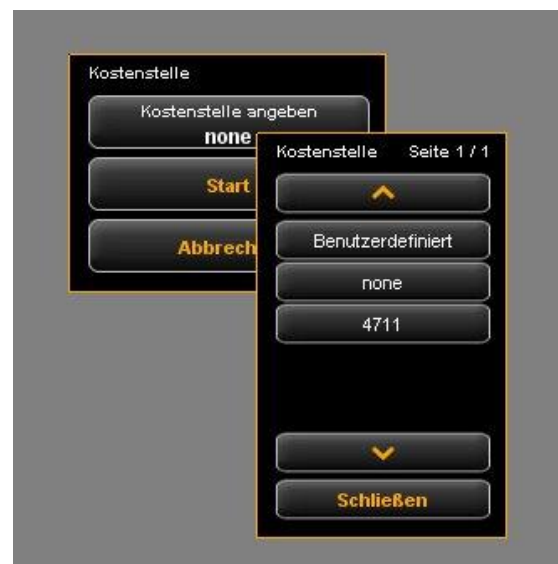 Kostenstelle
Kostenstelle angeben
none
Start
Abbrech
Kostenstelle Seite 1 / 1
Benutzerdefiniert
none
4711
Schließen